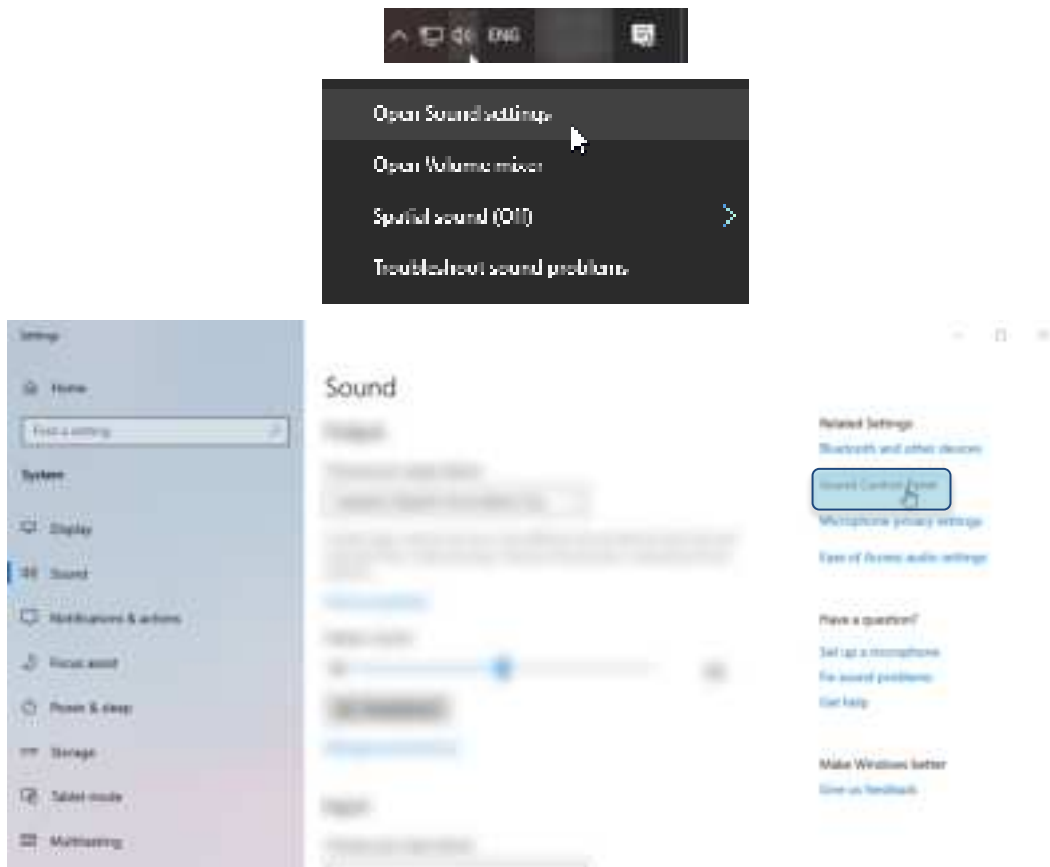 ENG
Open Sound settings
Open Volume mixer
Spatial sound (Off)
Troubleshoot sound problems
Settings
Home
Find a setting
System
Display
Sound
Notifications & actions
Focus assist
Power & sleep
Storage
Tablet mode
Multitasking
Sound
Output
Input
Related Settings
Bluetooth and other devices
Sound Control Panel
Microphone privacy settings
Ease of Access audio settings
Have a question?
Set up a microphone
Fix sound problems
Get help
Make Windows better
Give us feedback